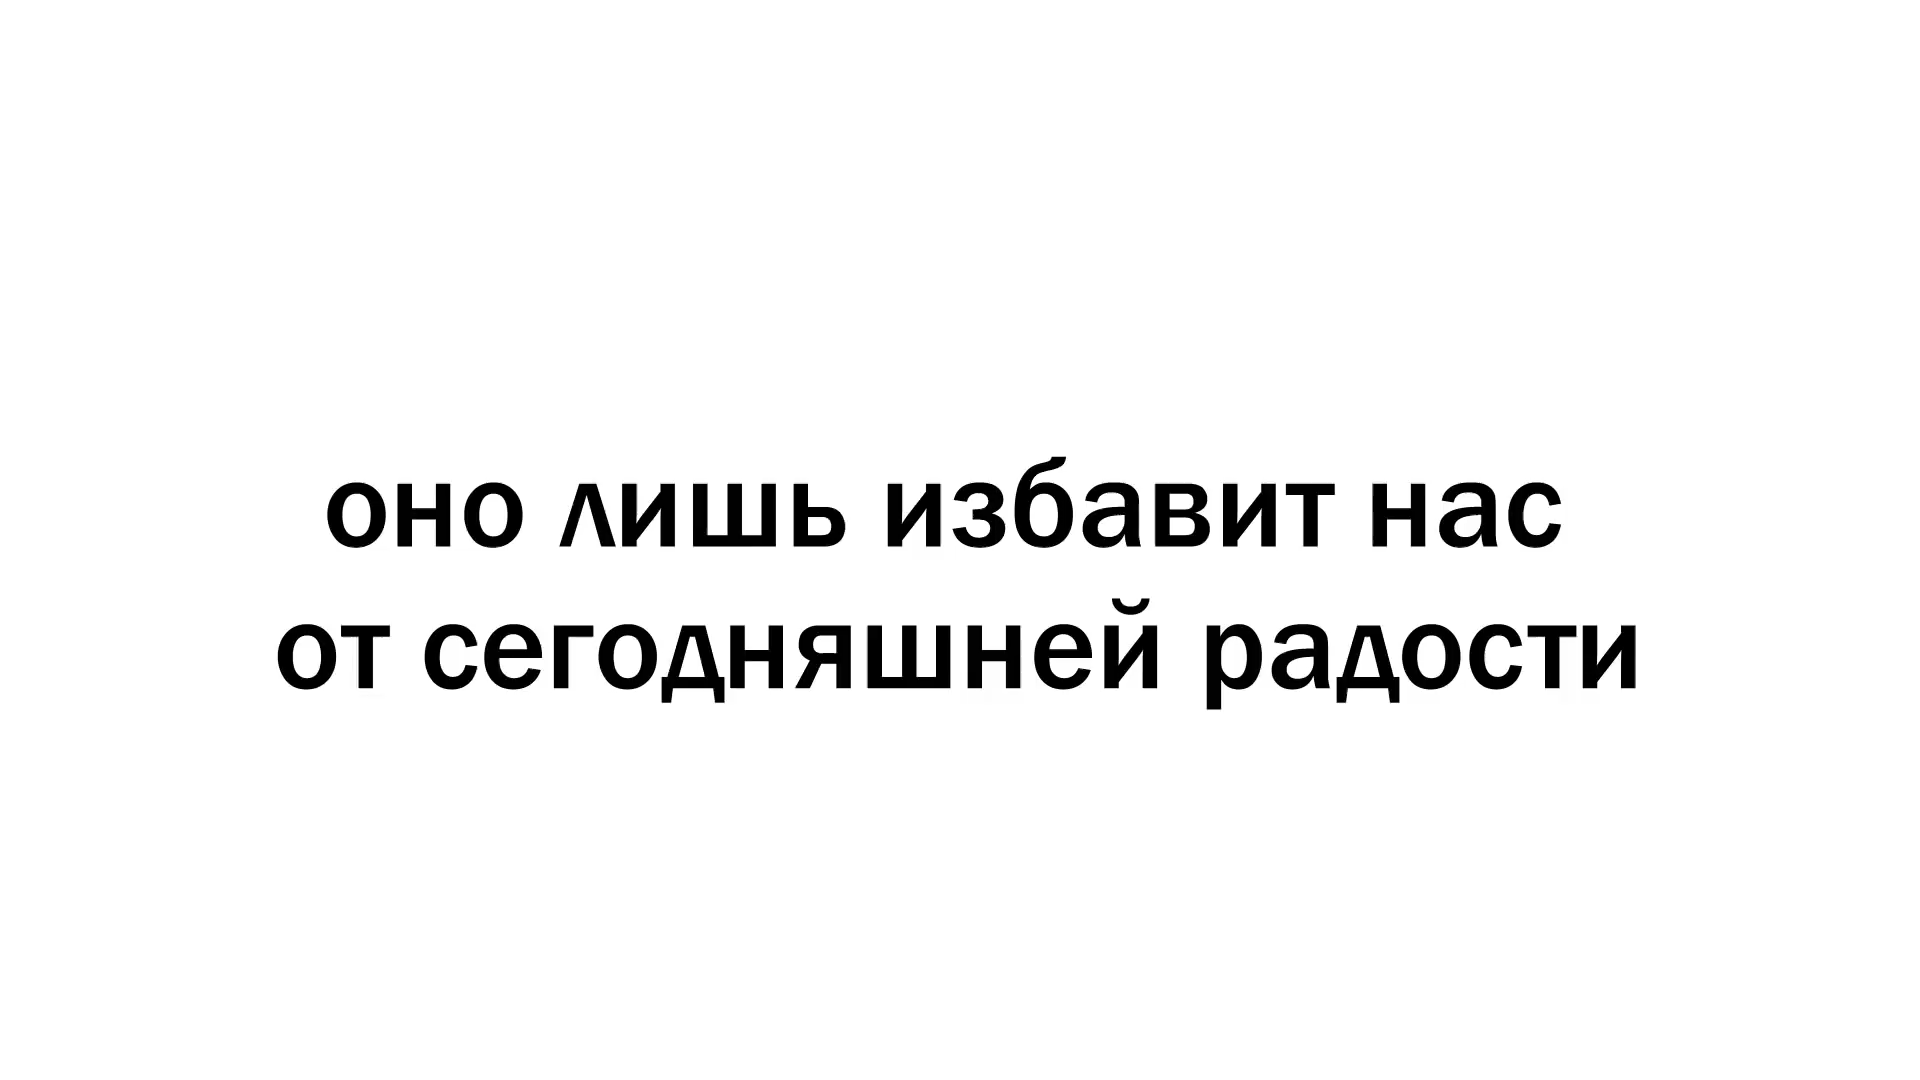 оно лишь избавит нас
от сегодняшней радости